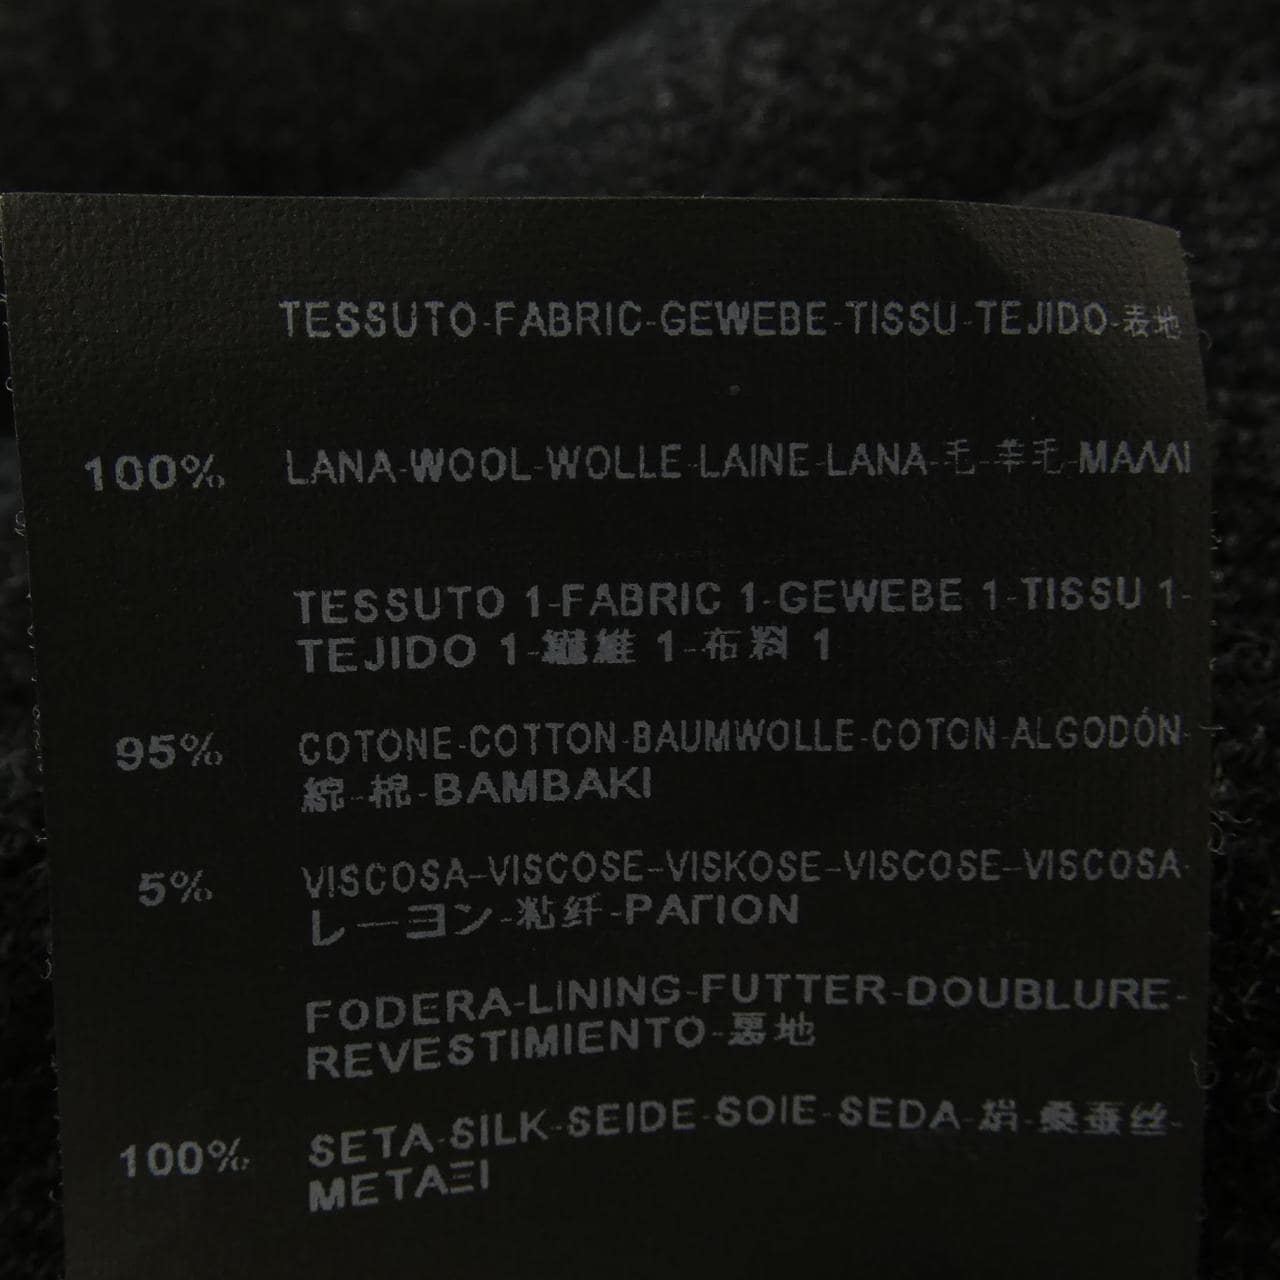 TESSUTO-FABRIC-GEWEBE-TISSU-TEJIDO-表地
100% LANA-WOOL-WOLLE-LAINE-LANA-毛-羊毛-ΜΑΛΛΙ
TESSUTO 1-FABRIC 1-GEWEBE 1-TISSU 1-
TEJIDO 1-繊維 1-布料 1
95% COTONE-COTTON-BAUMWOLLE-COTON-ALGODÓN-
綿-棉-BAMBAKI
5% VISCOSA-VISCOSE-VISKOSE-VISCOSE-VISCOSA-
レーヨン-粘纤-ΡΑΓΙΟΝ
FODERA-LINING-FUTTER-DOUBLURE-
REVESTIMIENTO-裏地
100% SETA-SILK-SEIDE-SOIE-SEDA-絹-桑蚕丝-
ΜΕΤΑΞΙ